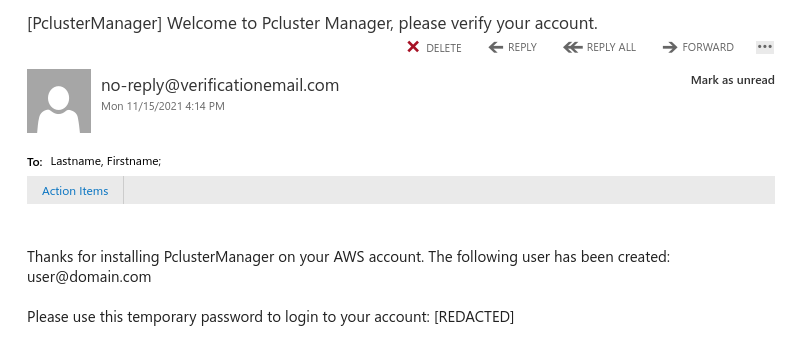 [PclusterManager] Welcome to Pcluster Manager, please verify your account.
DELETE REPLY REPLY ALL FORWARD
no-reply@verificationemail.com
Mark as unread
Mon 11/15/2021 4:14 PM
To: Lastname, Firstname;
Action Items
Thanks for installing PclusterManager on your AWS account. The following user has been created:
user@domain.com
Please use this temporary password to login to your account: [REDACTED]